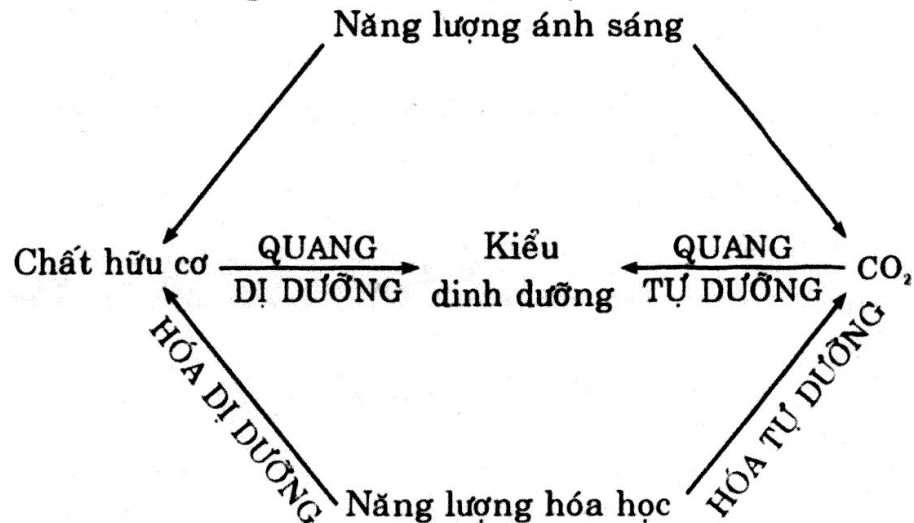 Năng lượng ánh sáng
Chất hữu cơ
QUANG
DỊ DƯỠNG
Kiểu
dinh dưỡng
QUANG
TỰ DƯỠNG
CO₂
HÓA DỊ DƯỠNG
HÓA TỰ DƯỠNG
Năng lượng hóa học